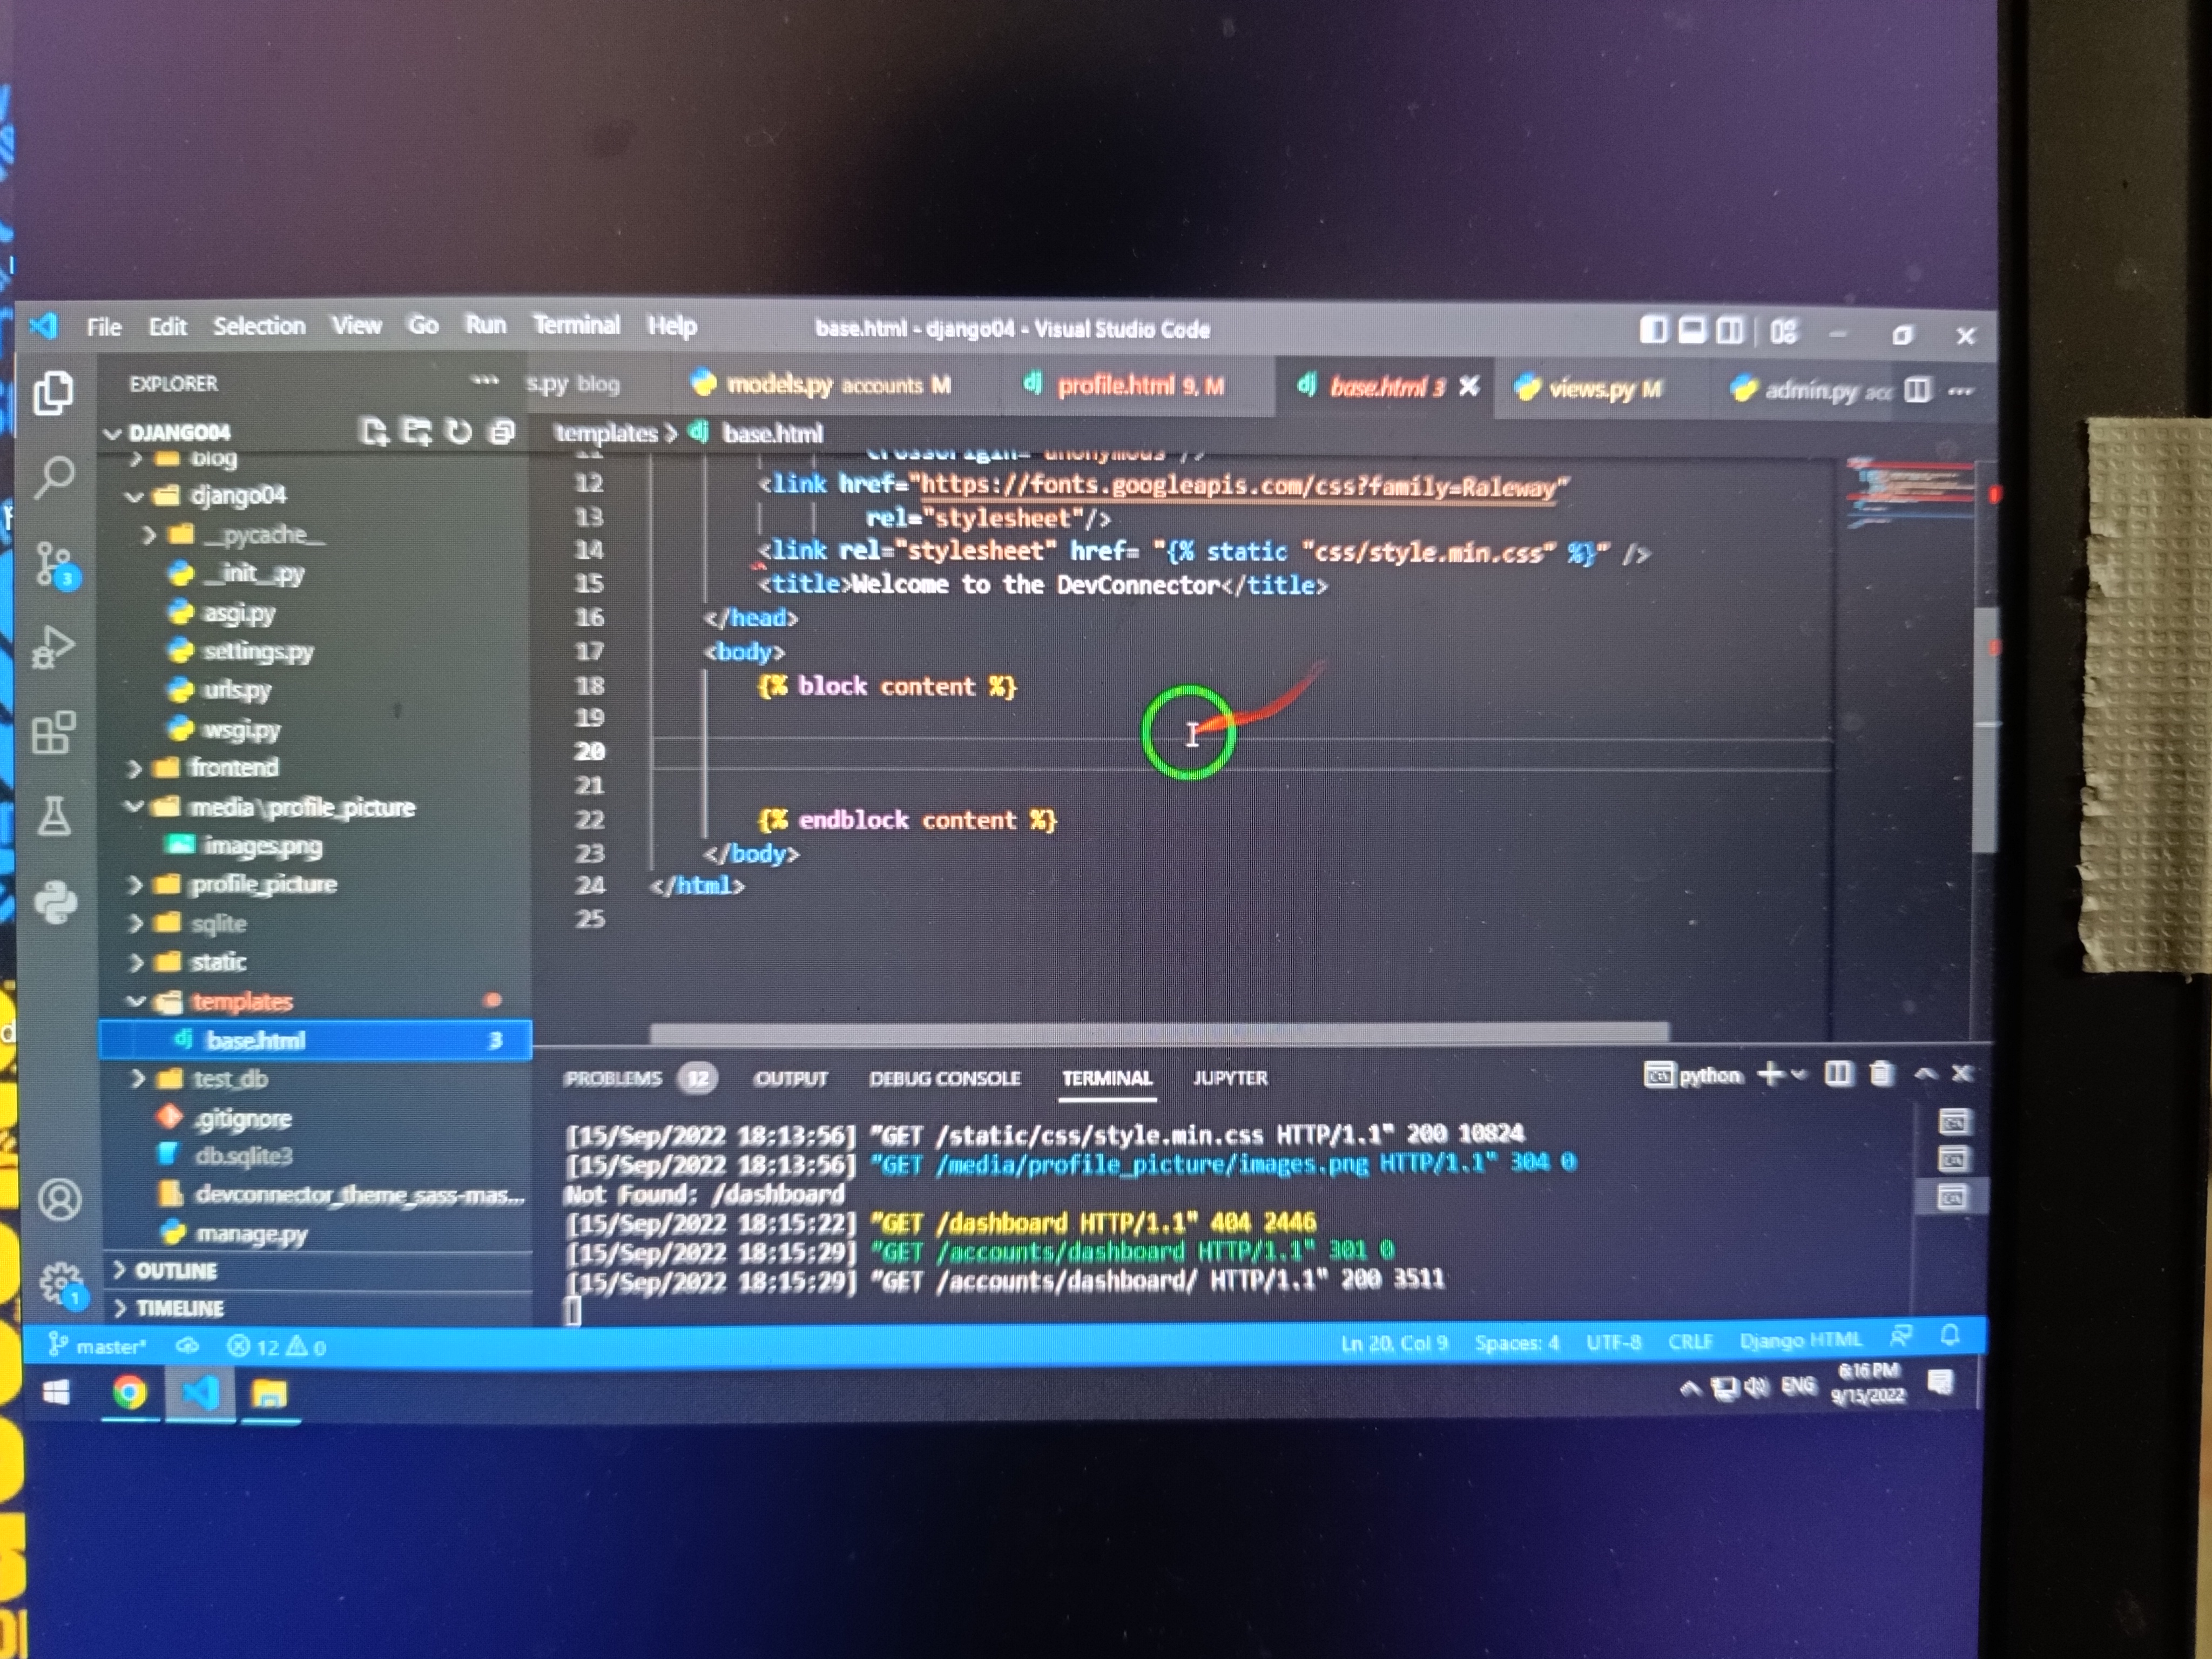 File Edit Selection View Go Run Terminal Help base.html - django04 - Visual Studio Code
EXPLORER
s.py blog models.py accounts M profile.html 9, M base.html 3 views.py M admin.py acc
DJANGO04
templates > base.html
blog
django04
__pycache__
__init__.py
asgi.py
settings.py
urls.py
wsgi.py
frontend
media\profile_picture
images.png
profile_picture
sqlite
static
templates
base.html 3
test_db
.gitignore
db.sqlite3
devconnector_theme_sass-mas...
manage.py
OUTLINE
TIMELINE
3
1
11 crossorigin="anonymous"/>
12 <link href="https://fonts.googleapis.com/css?family=Raleway"
13 rel="stylesheet"/>
14 <link rel="stylesheet" href= "{% static "css/style.min.css" %}" />
15 <title>Welcome to the DevConnector</title>
16 </head>
17 <body>
18 {% block content %}
19
20
21
22 {% endblock content %}
23 </body>
24 </html>
25
PROBLEMS 12 OUTPUT DEBUG CONSOLE TERMINAL JUPYTER python
[15/Sep/2022 18:13:56] "GET /static/css/style.min.css HTTP/1.1" 200 10824
[15/Sep/2022 18:13:56] "GET /media/profile_picture/images.png HTTP/1.1" 304 0
Not Found: /dashboard
[15/Sep/2022 18:15:22] "GET /dashboard HTTP/1.1" 404 2446
[15/Sep/2022 18:15:29] "GET /accounts/dashboard HTTP/1.1" 301 0
[15/Sep/2022 18:15:29] "GET /accounts/dashboard/ HTTP/1.1" 200 3511
master* 12 0 Ln 20, Col 9 Spaces: 4 UTF-8 CRLF Django HTML
ENG 6:16 PM
9/15/2022